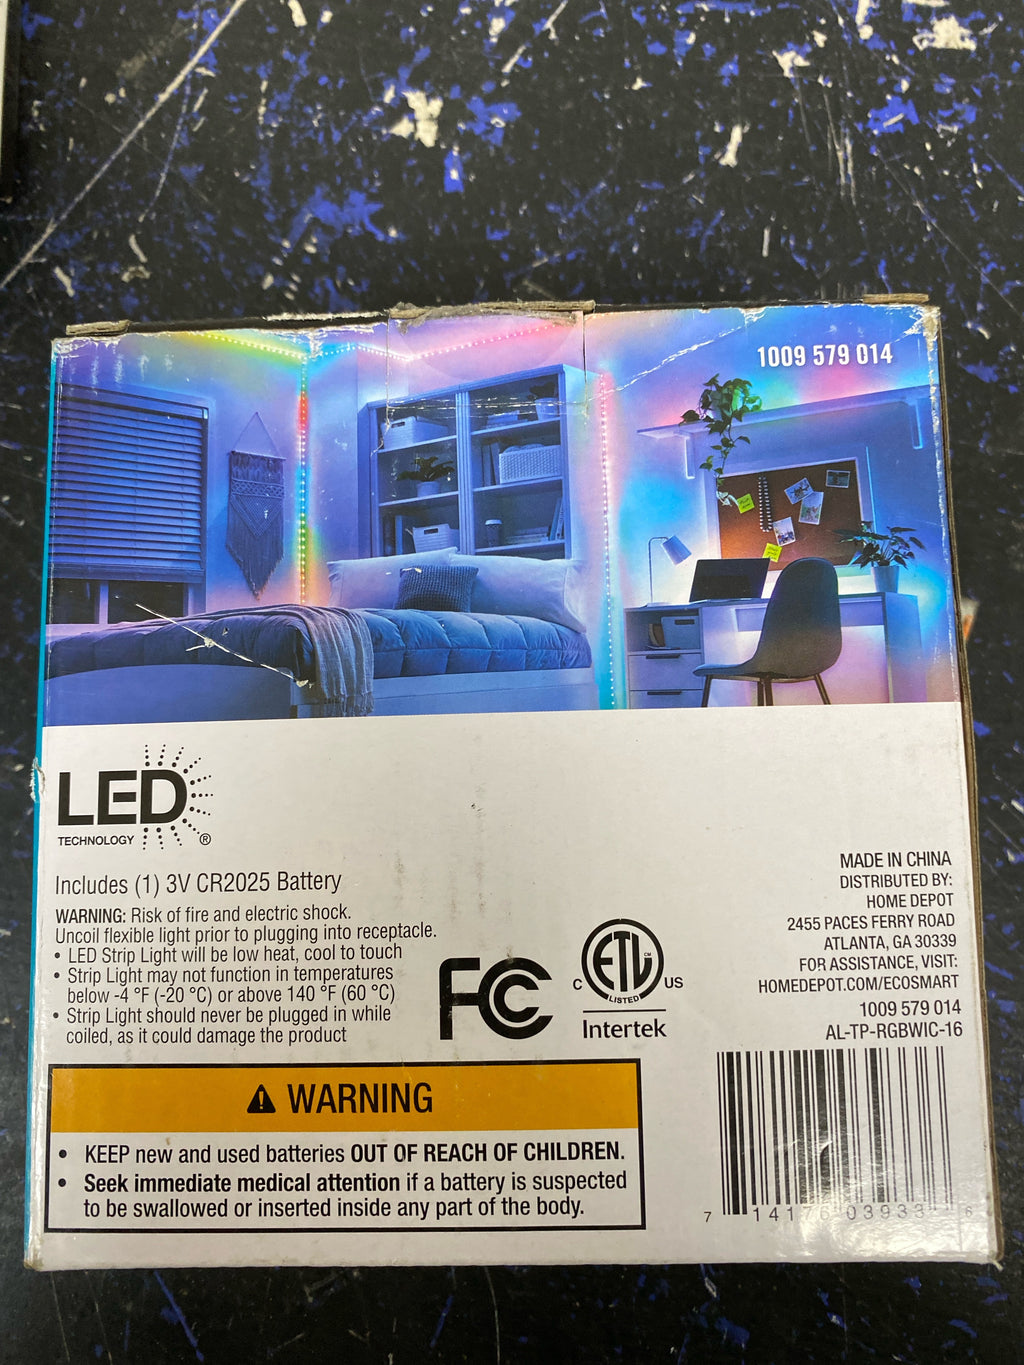 1009 579 014
LED
TECHNOLOGY ®
Includes (1) 3V CR2025 Battery
WARNING: Risk of fire and electric shock.
Uncoil flexible light prior to plugging into receptacle.
• LED Strip Light will be low heat, cool to touch
• Strip Light may not function in temperatures
below -4 °F (-20 °C) or above 140 °F (60 °C)
• Strip Light should never be plugged in while
coiled, as it could damage the product
FC
C ETL US
LISTED
Intertek
MADE IN CHINA
DISTRIBUTED BY:
HOME DEPOT
2455 PACES FERRY ROAD
ATLANTA, GA 30339
FOR ASSISTANCE, VISIT:
HOMEDEPOT.COM/ECOSMART
1009 579 014
AL-TP-RGBWIC-16
⚠ WARNING
• KEEP new and used batteries OUT OF REACH OF CHILDREN.
• Seek immediate medical attention if a battery is suspected
to be swallowed or inserted inside any part of the body.
7 14176 03933 6